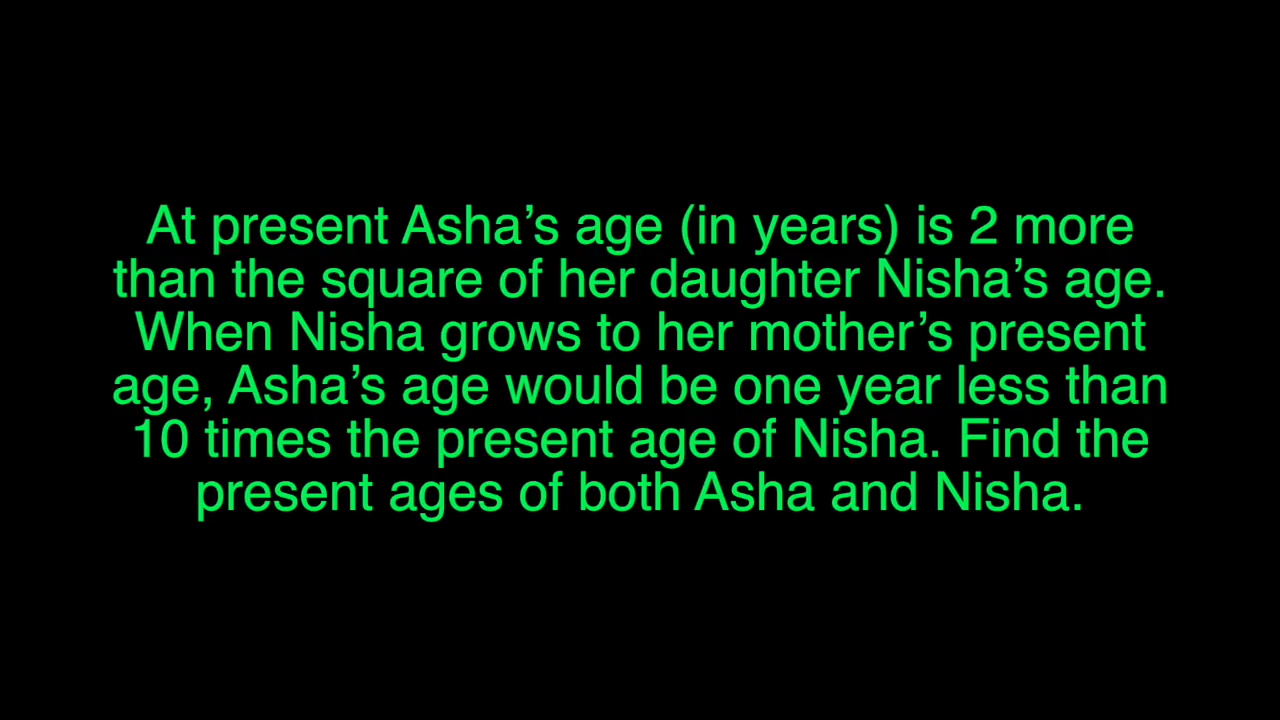 At present Asha’s age (in years) is 2 more
than the square of her daughter Nisha’s age.
When Nisha grows to her mother’s present
age, Asha’s age would be one year less than
10 times the present age of Nisha. Find the
present ages of both Asha and Nisha.